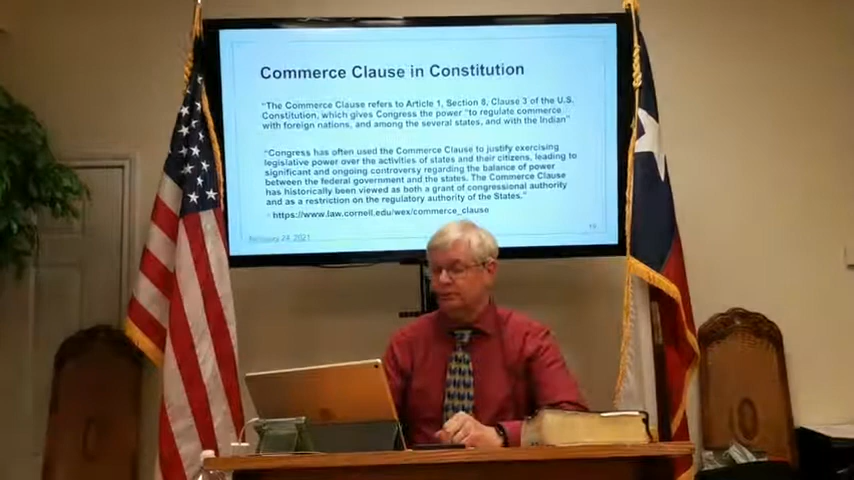 Commerce Clause in Constitution
"The Commerce Clause refers to Article 1, Section 8, Clause 3 of the U.S.
Constitution, which gives Congress the power "to regulate commerce
with foreign nations, and among the several states, and with the Indian"
"Congress has often used the Commerce Clause to justify exercising
legislative power over the activities of states and their citizens, leading to
significant and ongoing controversy regarding the balance of power
between the federal government and the states. The Commerce Clause
has historically been viewed as both a grant of congressional authority
and as a restriction on the regulatory authority of the States."
https://www.law.cornell.edu/wex/commerce_clause
February 24, 2021